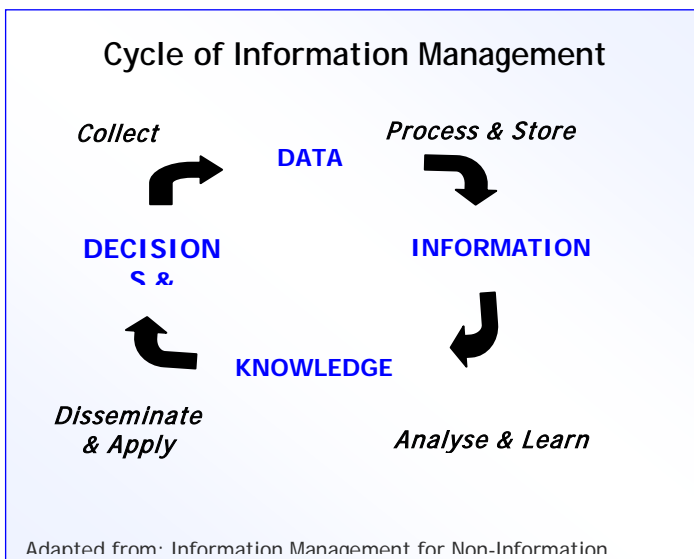 Cycle of Information Management
Collect
Process & Store
DATA
DECISION
S &
INFORMATION
KNOWLEDGE
Disseminate
& Apply
Analyse & Learn
Adapted from: Information Management for Non-Information